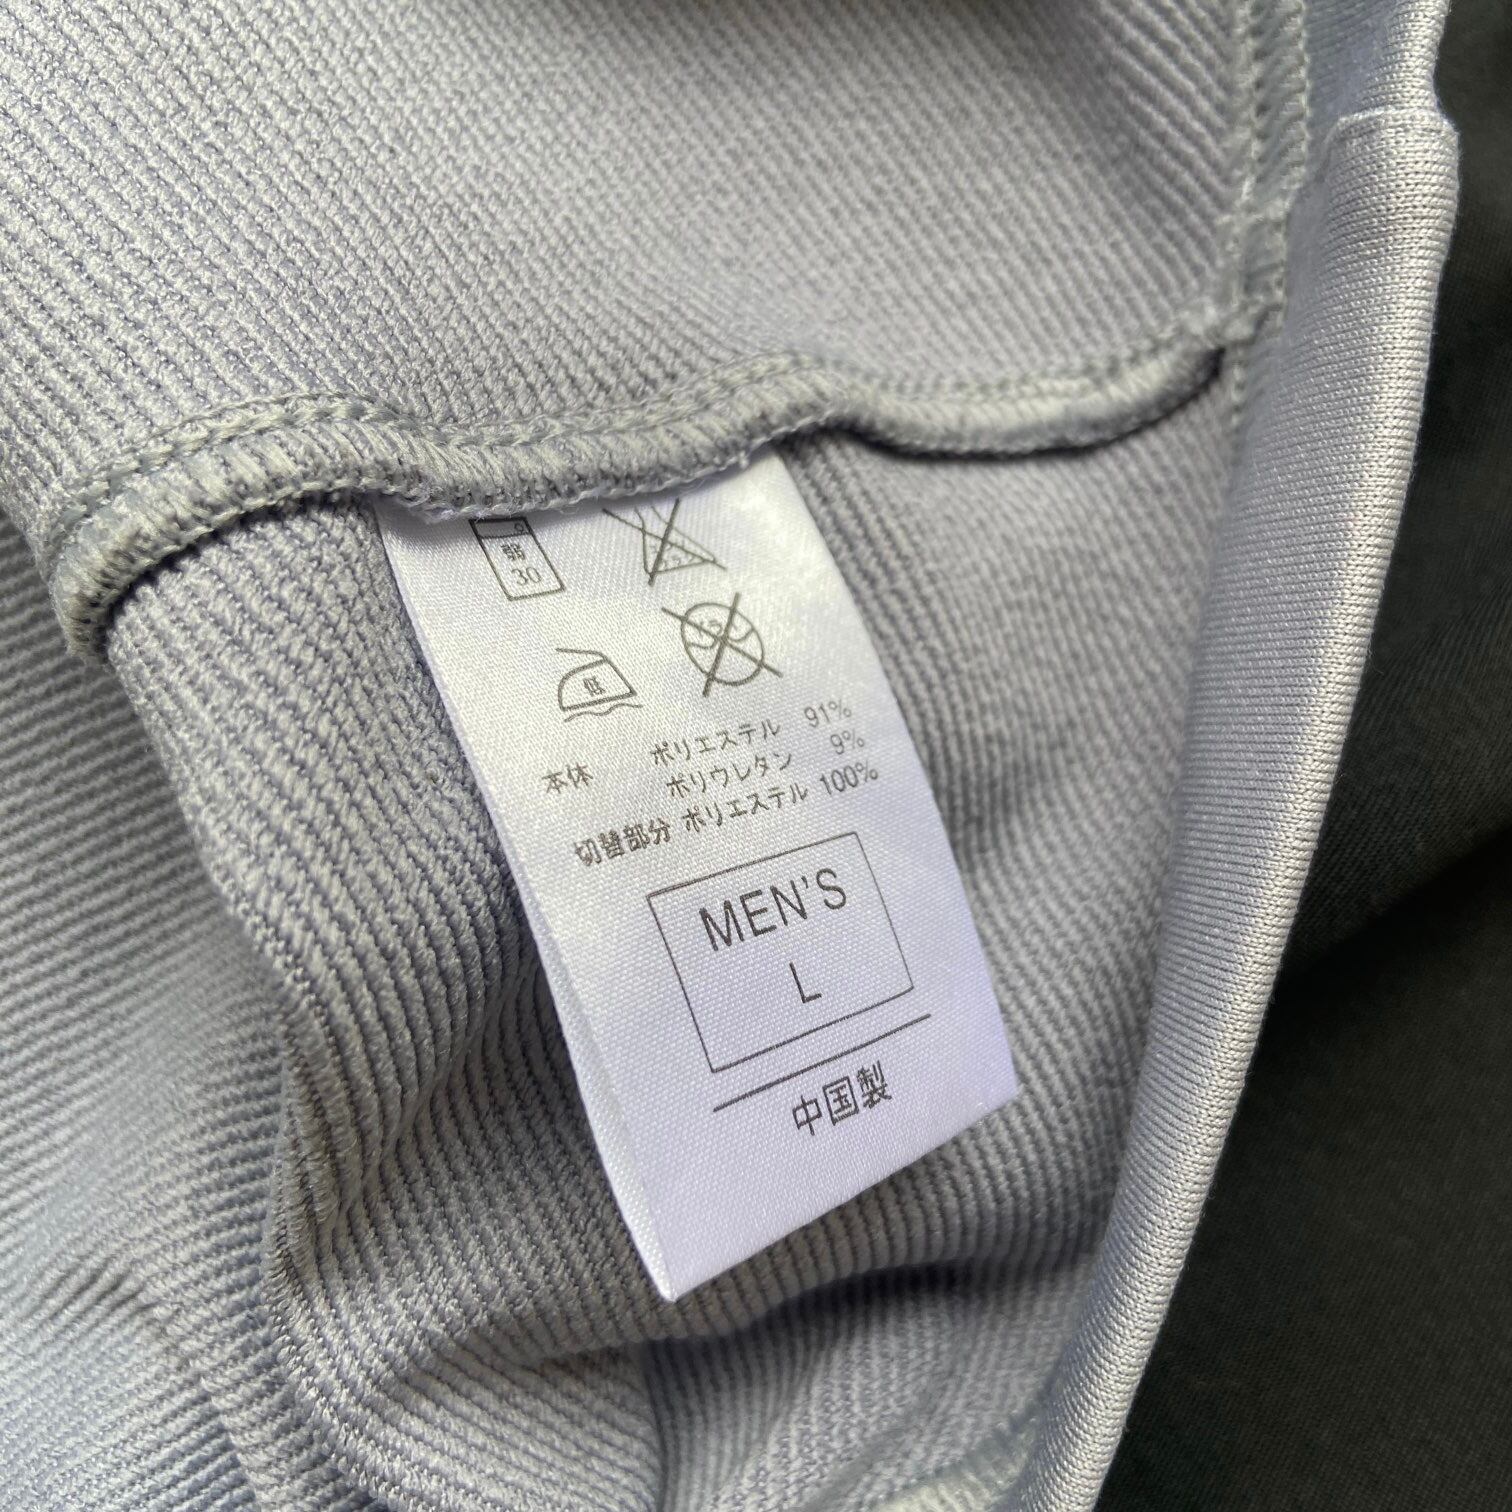 弱
30
低
ポリエステル 91%
本体 ポリウレタン 9%
切替部分 ポリエステル 100%
MEN'S
L
中国製